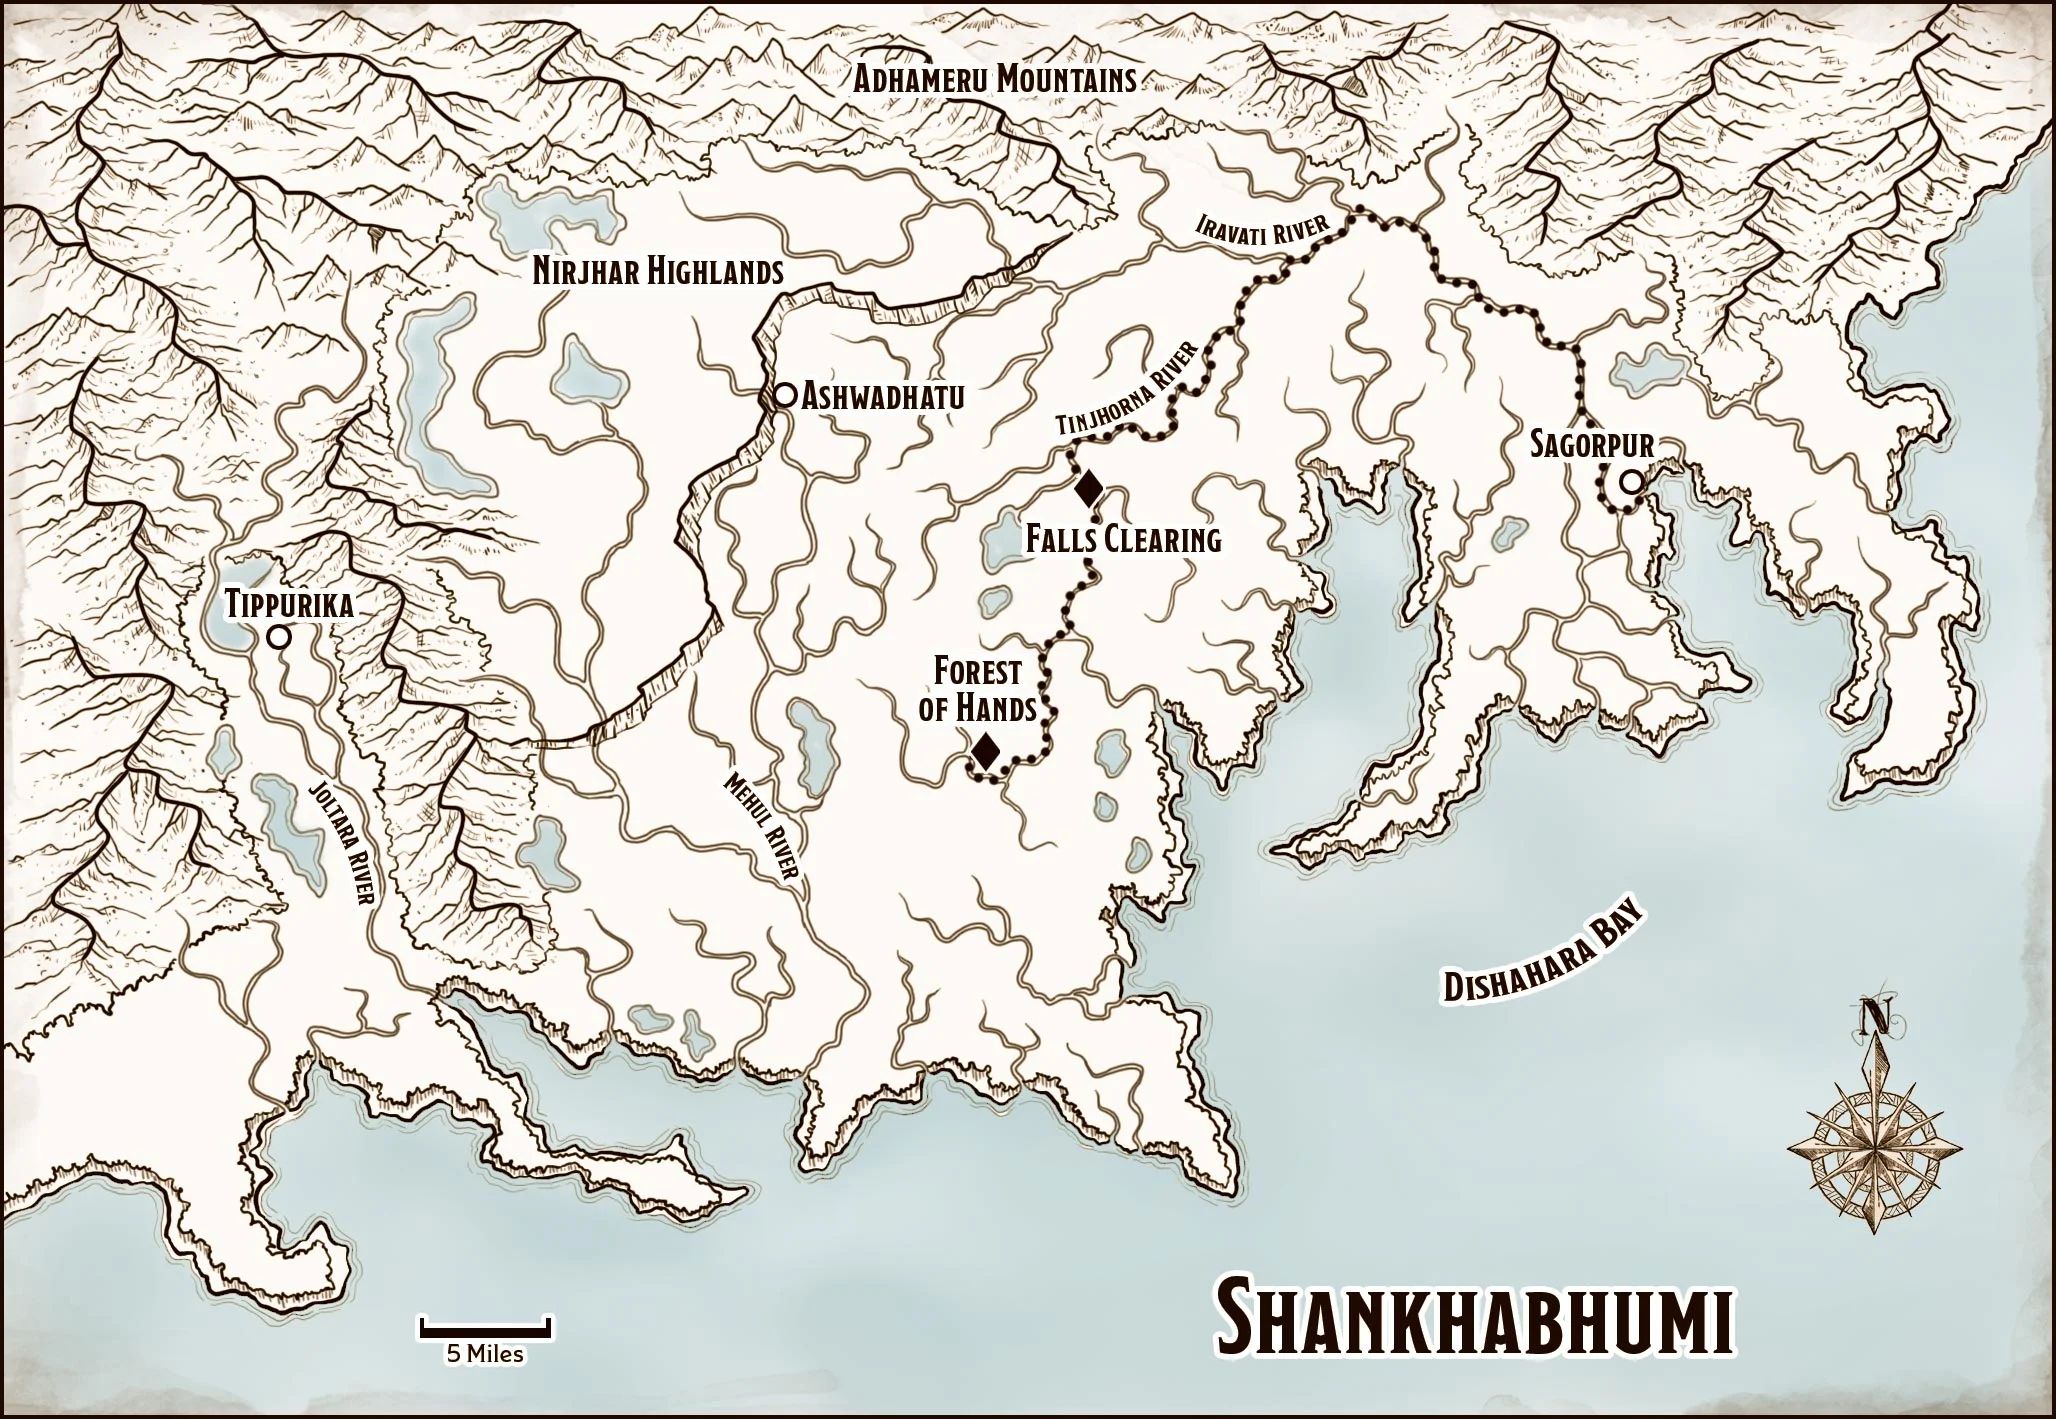 Adhameru Mountains
Iravati River
Nirjhar Highlands
Tinjhorna River
Ashwadhatu
Sagorpur
Falls Clearing
Tippurika
Forest
of Hands
Joltara River
Mehul River
Dishahara Bay
N
Shankhabhumi
5 Miles